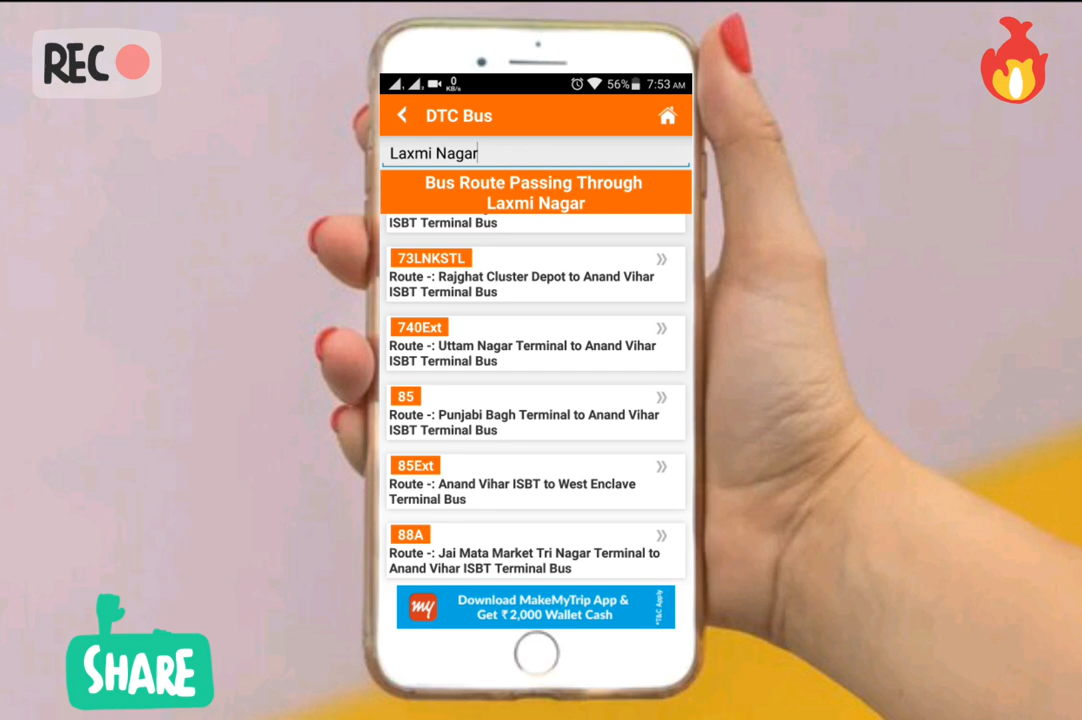 REC
0
KB/s
56%
7:53 AM
DTC Bus
Laxmi Nagar
Bus Route Passing Through
Laxmi Nagar
ISBT Terminal Bus
73LNKSTL
Route -: Rajghat Cluster Depot to Anand Vihar
ISBT Terminal Bus
740Ext
Route -: Uttam Nagar Terminal to Anand Vihar
ISBT Terminal Bus
85
Route -: Punjabi Bagh Terminal to Anand Vihar
ISBT Terminal Bus
85Ext
Route -: Anand Vihar ISBT to West Enclave
Terminal Bus
88A
Route -: Jai Mata Market Tri Nagar Terminal to
Anand Vihar ISBT Terminal Bus
my
Download MakeMyTrip App &
Get ₹2,000 Wallet Cash
*T&C Apply
SHARE